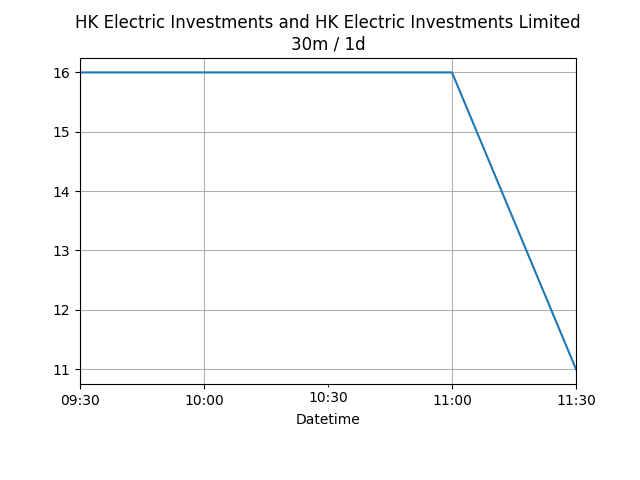 HK Electric Investments and HK Electric Investments Limited
30m / 1d
16
15
14
13
12
11
09:30 10:00 10:30 11:00 11:30
Datetime